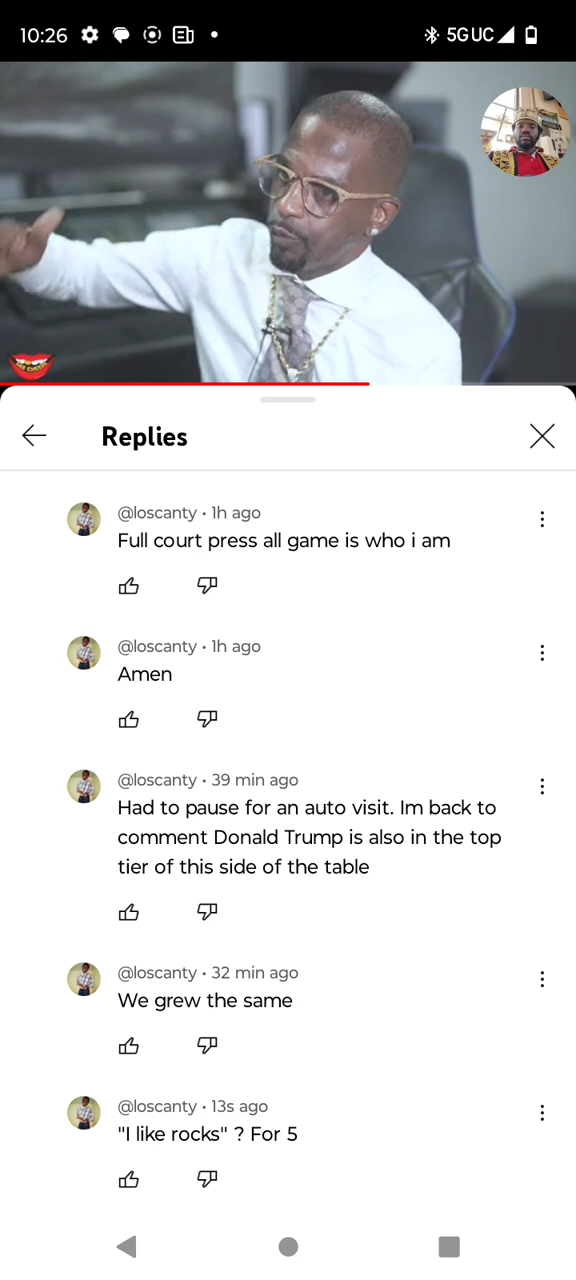 10:26 5G UC
SAY CHEESE
Replies
@loscanty • 1h ago
Full court press all game is who i am
@loscanty • 1h ago
Amen
@loscanty • 39 min ago
Had to pause for an auto visit. Im back to
comment Donald Trump is also in the top
tier of this side of the table
@loscanty • 32 min ago
We grew the same
@loscanty • 13s ago
"I like rocks" ? For 5